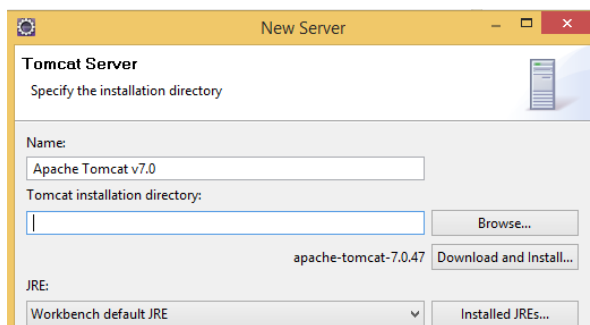 New Server
Tomcat Server
Specify the installation directory
Name:
Apache Tomcat v7.0
Tomcat installation directory:
Browse...
apache-tomcat-7.0.47 Download and Install...
JRE:
Workbench default JRE Installed JREs...